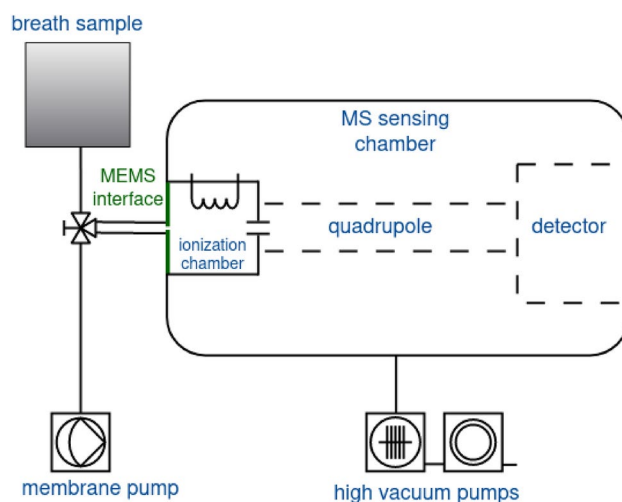 breath sample
MS sensing
chamber
MEMS
interface
ionization
chamber
quadrupole
detector
membrane pump
high vacuum pumps